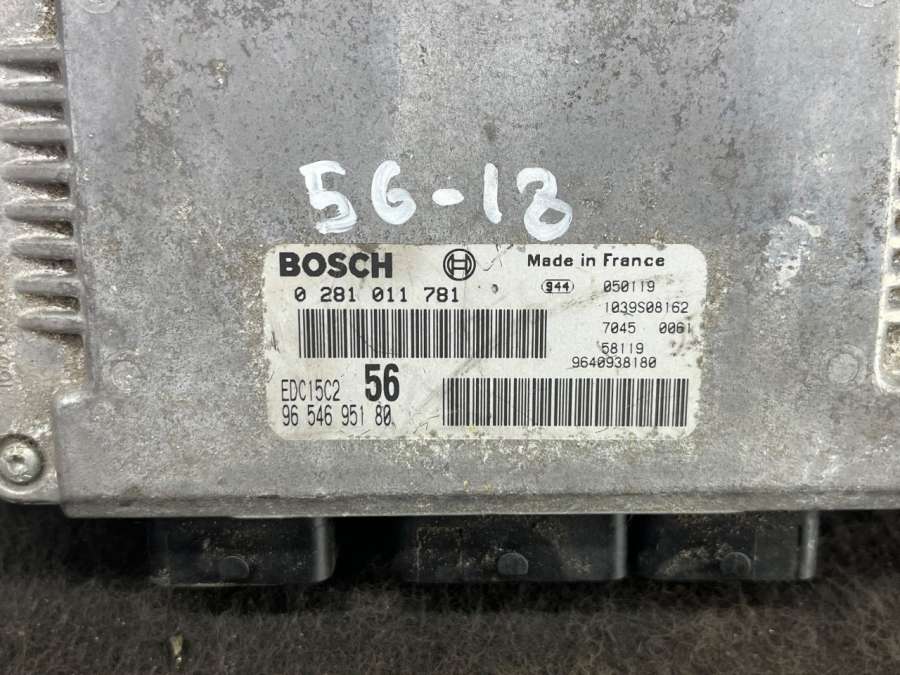 56-18
BOSCH Made in France
0 281 011 781 944 050119
1039S08162
7045 0061
58119
9640938180
EDC15C2 56
96 546 951 80